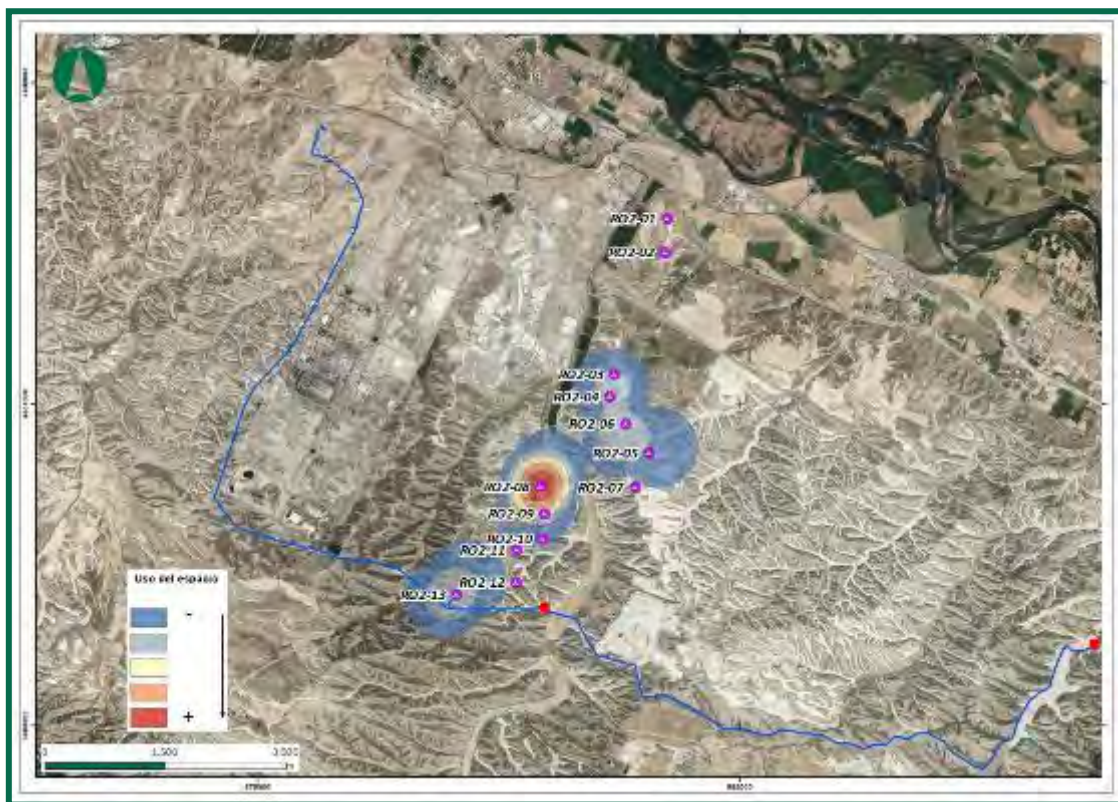 RO2-01
RO2-02
RO2-03
RO2-04
RO2-06
RO2-05
RO2-08
RO2-07
RO2-09
RO2-10
RO2-11
RO2-12
RO2-13
Uso del espacio
-
+
0 1.500 3.000
m